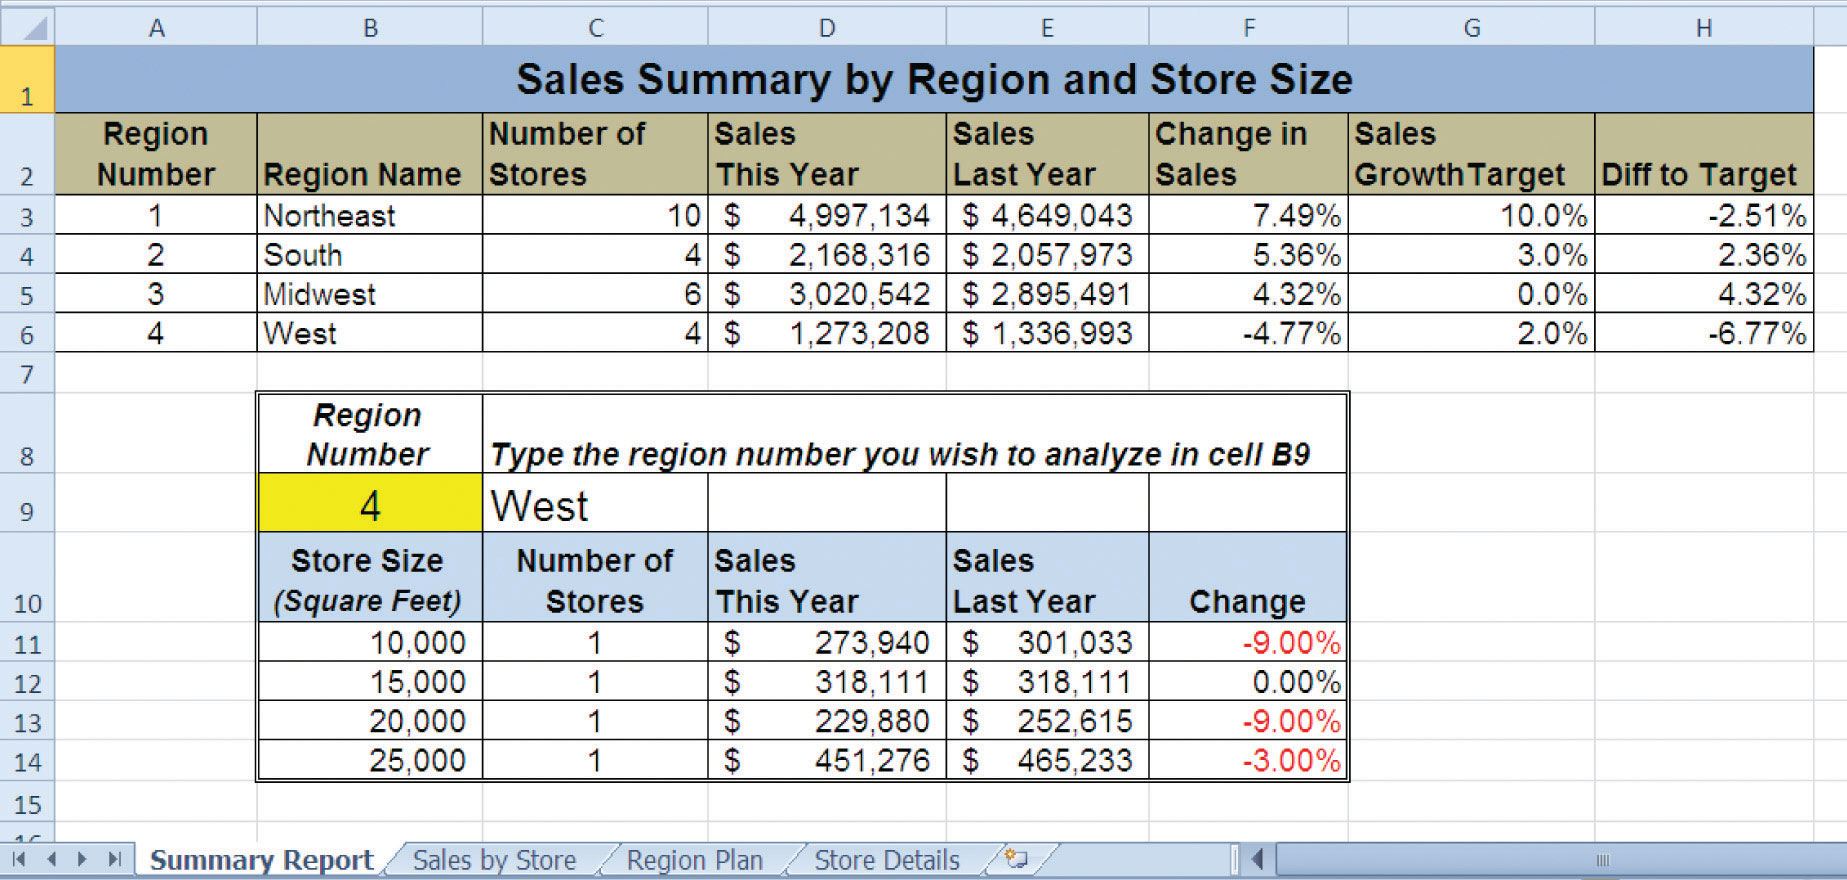 A B C D E F G H
1 Sales Summary by Region and Store Size
Region Number of Sales Sales Change in Sales
2 Number Region Name Stores This Year Last Year Sales GrowthTarget Diff to Target
3 1 Northeast 10 $ 4,997,134 $ 4,649,043 7.49% 10.0% -2.51%
4 2 South 4 $ 2,168,316 $ 2,057,973 5.36% 3.0% 2.36%
5 3 Midwest 6 $ 3,020,542 $ 2,895,491 4.32% 0.0% 4.32%
6 4 West 4 $ 1,273,208 $ 1,336,993 -4.77% 2.0% -6.77%
7
Region
8 Number Type the region number you wish to analyze in cell B9
9 4 West
Store Size Number of Sales Sales
10 (Square Feet) Stores This Year Last Year Change
11 10,000 1 $ 273,940 $ 301,033 -9.00%
12 15,000 1 $ 318,111 $ 318,111 0.00%
13 20,000 1 $ 229,880 $ 252,615 -9.00%
14 25,000 1 $ 451,276 $ 465,233 -3.00%
15
Summary Report Sales by Store Region Plan Store Details